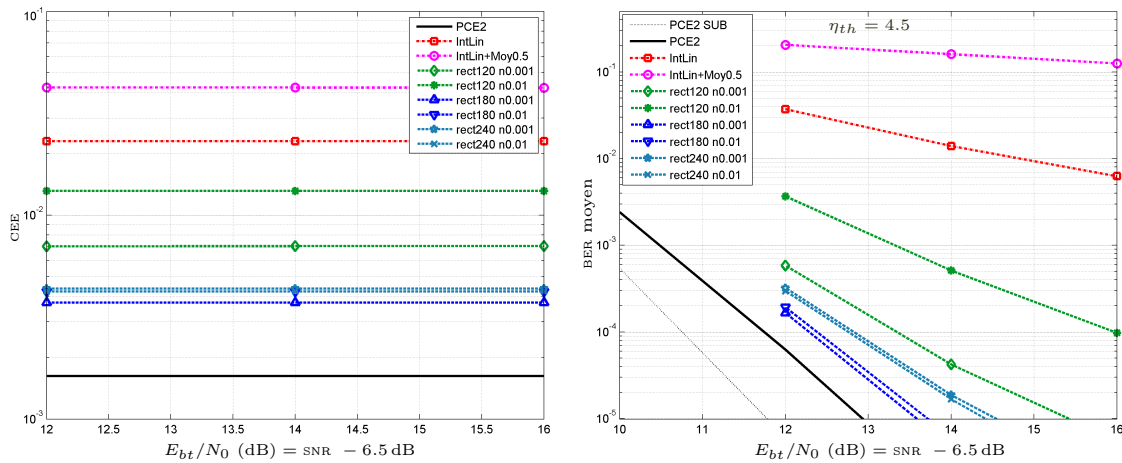 10^-1
10^-2
10^-3
CEE
PCE2
IntLin
IntLin+Moy0.5
rect120 n0.001
rect120 n0.01
rect180 n0.001
rect180 n0.01
rect240 n0.001
rect240 n0.01
12 12.5 13 13.5 14 14.5 15 15.5 16
E_bt/N_0 (dB) = SNR − 6.5 dB
10^-1
10^-2
10^-3
10^-4
10^-5
BER moyen
PCE2 SUB
PCE2
IntLin
IntLin+Moy0.5
rect120 n0.001
rect120 n0.01
rect180 n0.001
rect180 n0.01
rect240 n0.001
rect240 n0.01
η_th = 4.5
10 11 12 13 14 15 16
E_bt/N_0 (dB) = SNR − 6.5 dB